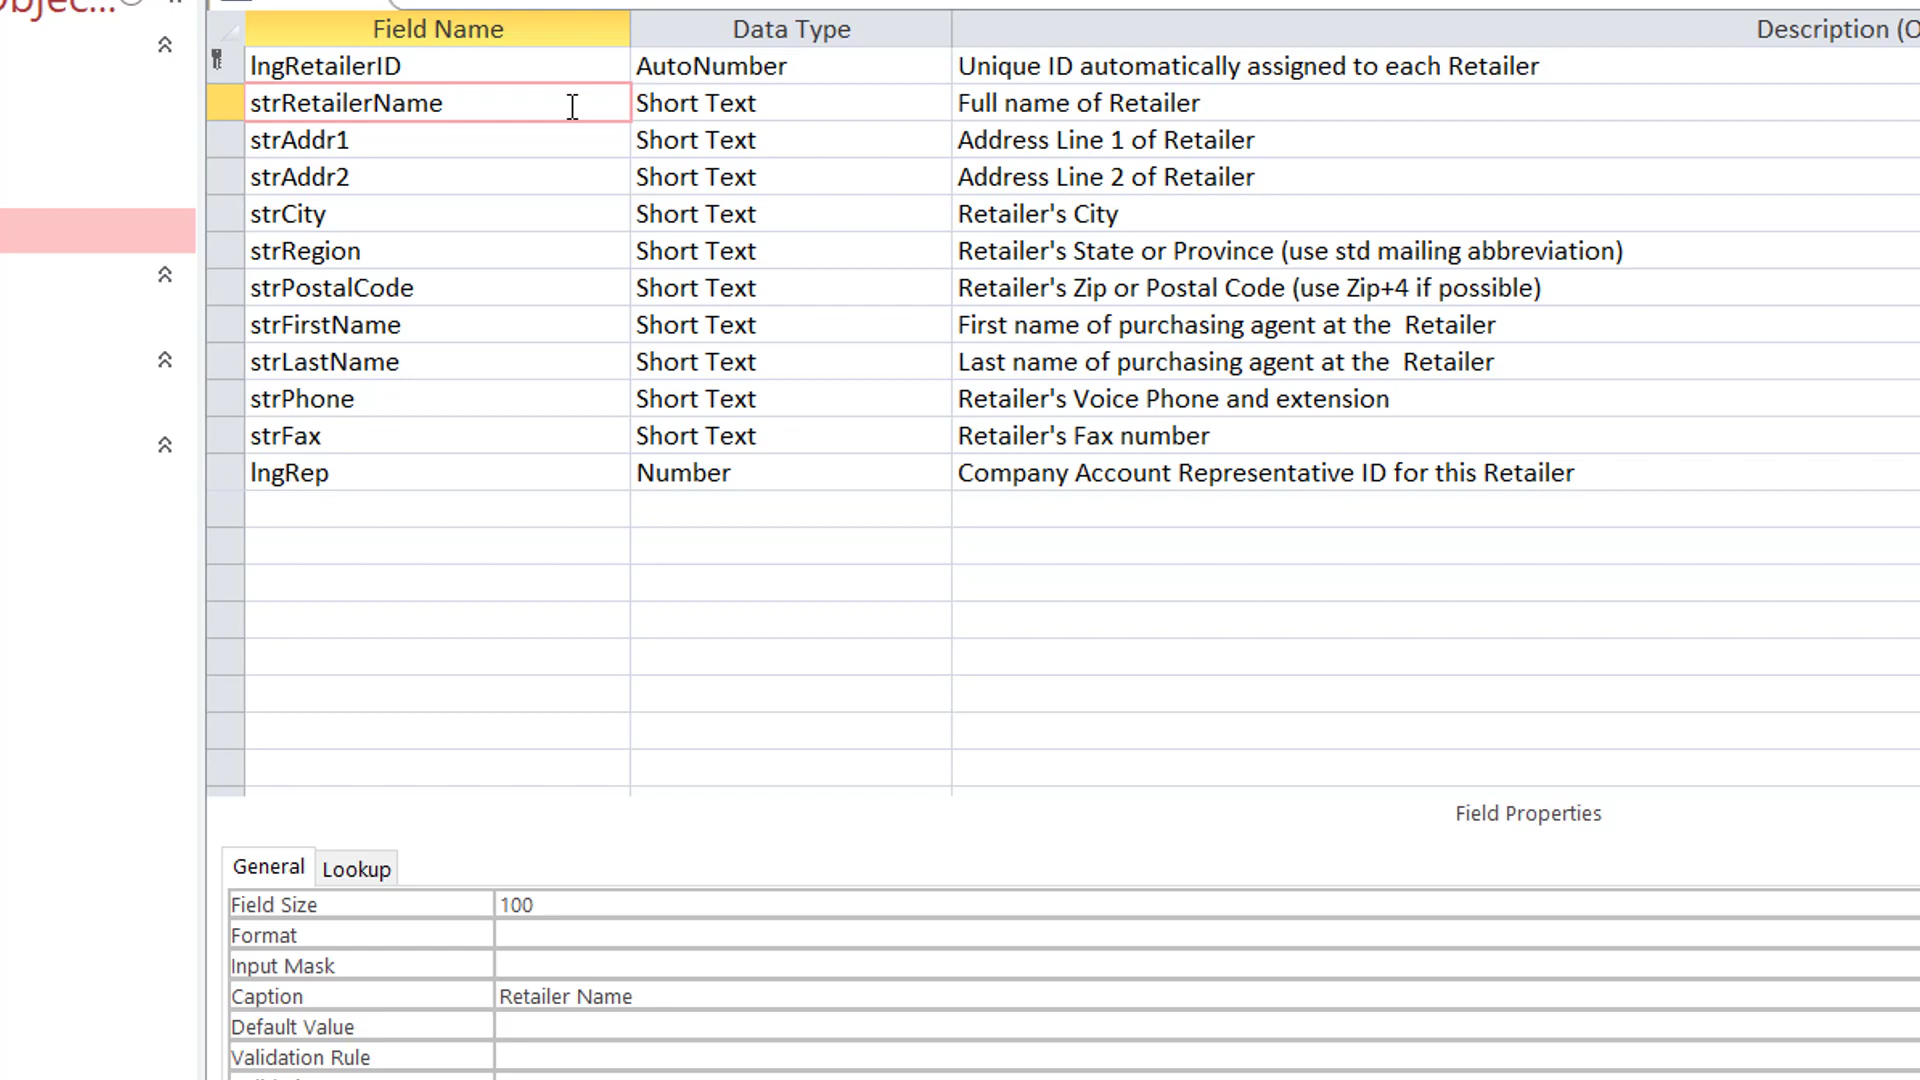 Objec...
Field Name Data Type Description (O
lngRetailerID AutoNumber Unique ID automatically assigned to each Retailer
strRetailerName Short Text Full name of Retailer
strAddr1 Short Text Address Line 1 of Retailer
strAddr2 Short Text Address Line 2 of Retailer
strCity Short Text Retailer's City
strRegion Short Text Retailer's State or Province (use std mailing abbreviation)
strPostalCode Short Text Retailer's Zip or Postal Code (use Zip+4 if possible)
strFirstName Short Text First name of purchasing agent at the  Retailer
strLastName Short Text Last name of purchasing agent at the  Retailer
strPhone Short Text Retailer's Voice Phone and extension
strFax Short Text Retailer's Fax number
lngRep Number Company Account Representative ID for this Retailer
Field Properties
General Lookup
Field Size 100
Format
Input Mask
Caption Retailer Name
Default Value
Validation Rule